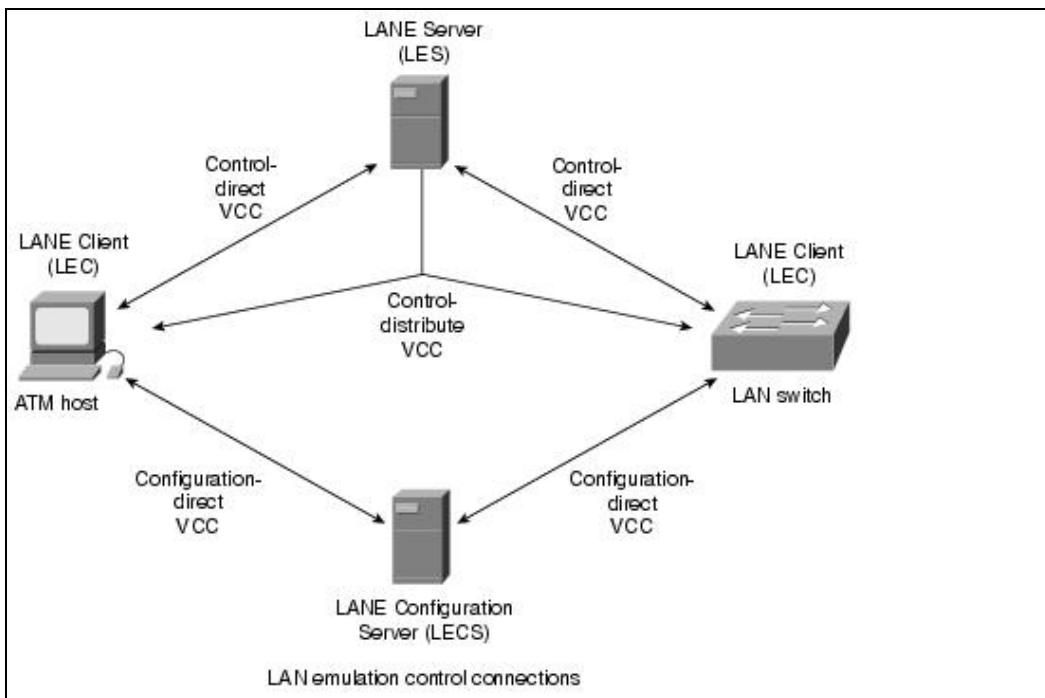 LANE Server
(LES)
Control-
direct
VCC
Control-
direct
VCC
LANE Client
(LEC)
LANE Client
(LEC)
Control-
distribute
VCC
ATM host
LAN switch
Configuration-
direct
VCC
Configuration-
direct
VCC
LANE Configuration
Server (LECS)
LAN emulation control connections